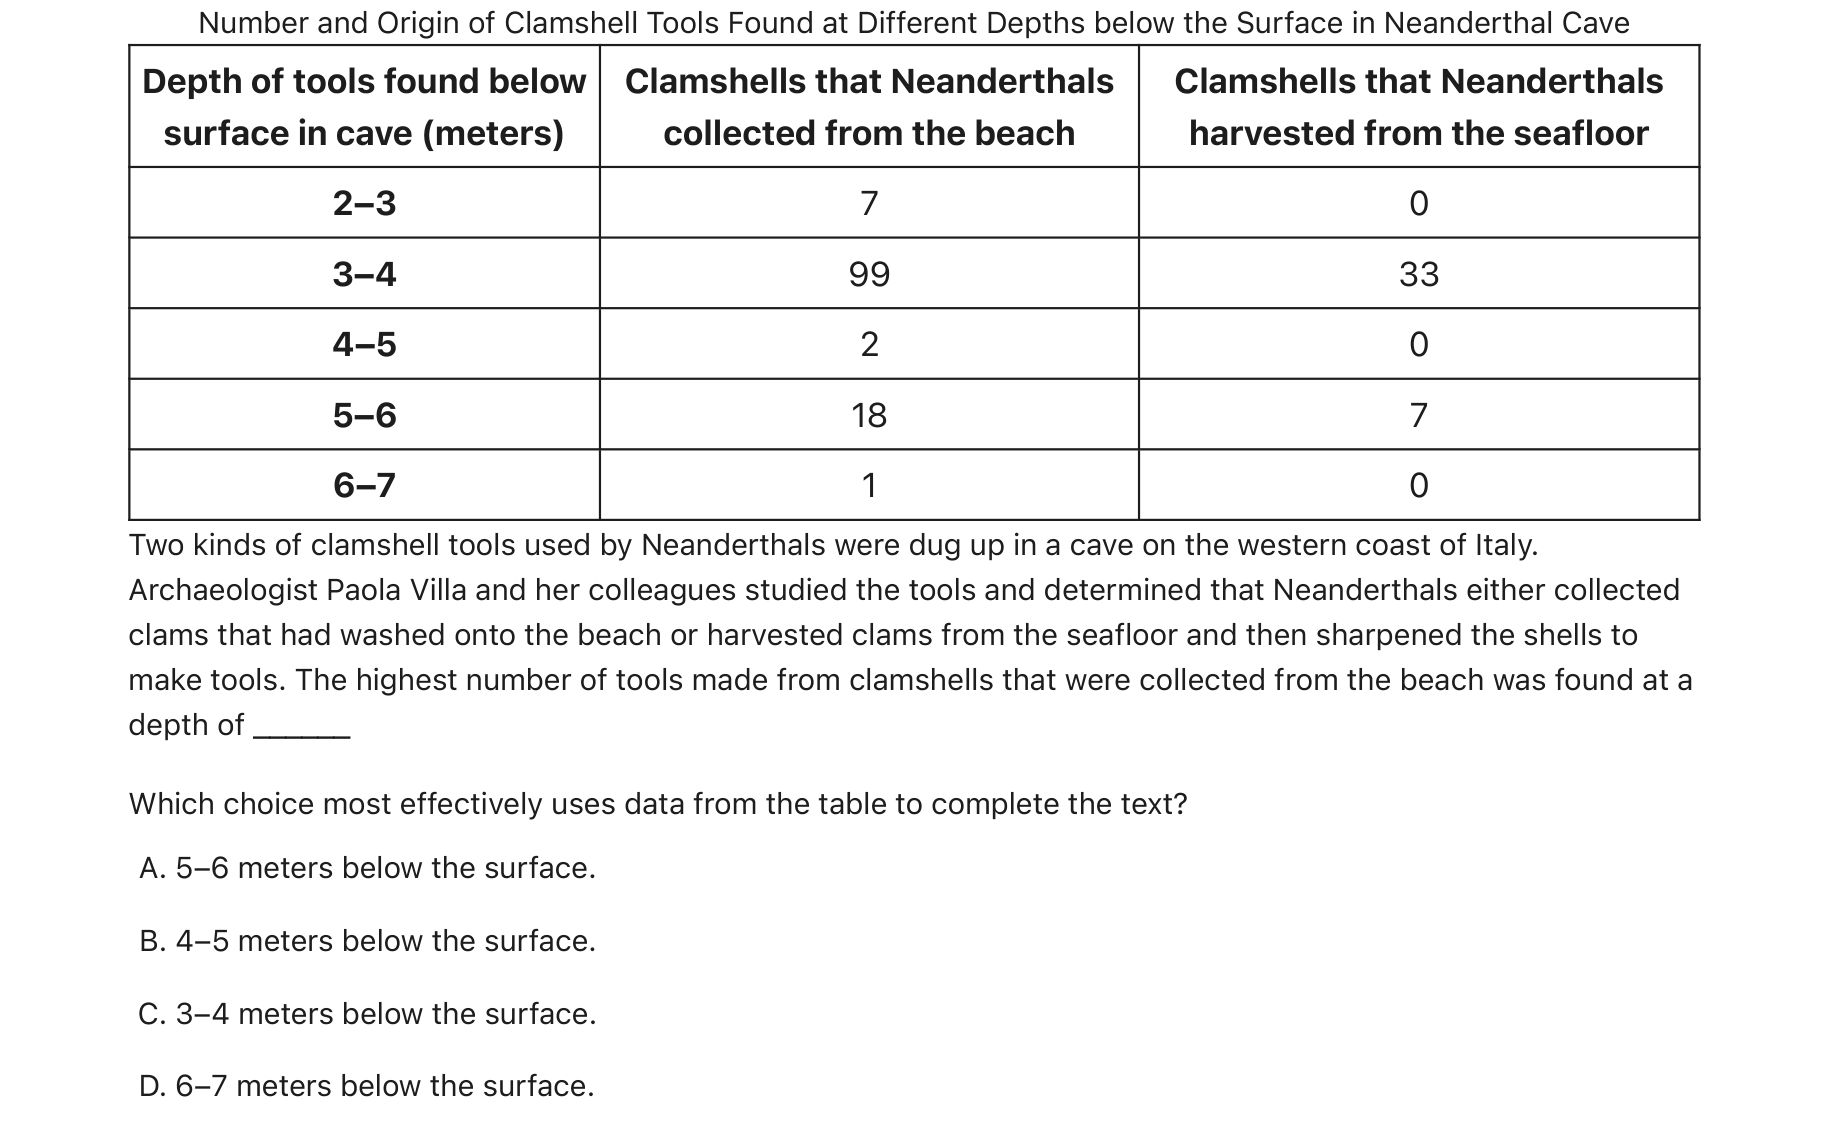 Number and Origin of Clamshell Tools Found at Different Depths below the Surface in Neanderthal Cave
Depth of tools found below surface in cave (meters) Clamshells that Neanderthals collected from the beach Clamshells that Neanderthals harvested from the seafloor
2–3 7 0
3–4 99 33
4–5 2 0
5–6 18 7
6–7 1 0
Two kinds of clamshell tools used by Neanderthals were dug up in a cave on the western coast of Italy.
Archaeologist Paola Villa and her colleagues studied the tools and determined that Neanderthals either collected
clams that had washed onto the beach or harvested clams from the seafloor and then sharpened the shells to
make tools. The highest number of tools made from clamshells that were collected from the beach was found at a
depth of ______
Which choice most effectively uses data from the table to complete the text?
A. 5–6 meters below the surface.
B. 4–5 meters below the surface.
C. 3–4 meters below the surface.
D. 6–7 meters below the surface.